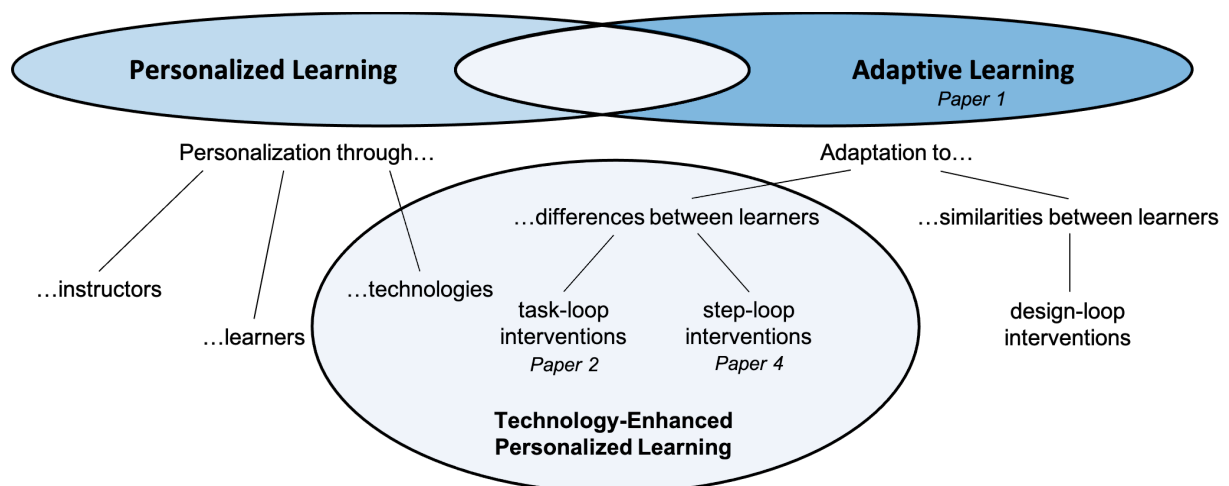 Personalized Learning
Adaptive Learning
Paper 1
Personalization through…
Adaptation to…
…differences between learners
…similarities between learners
…instructors
…technologies
…learners
task-loop
interventions
Paper 2
step-loop
interventions
Paper 4
design-loop
interventions
Technology-Enhanced
Personalized Learning